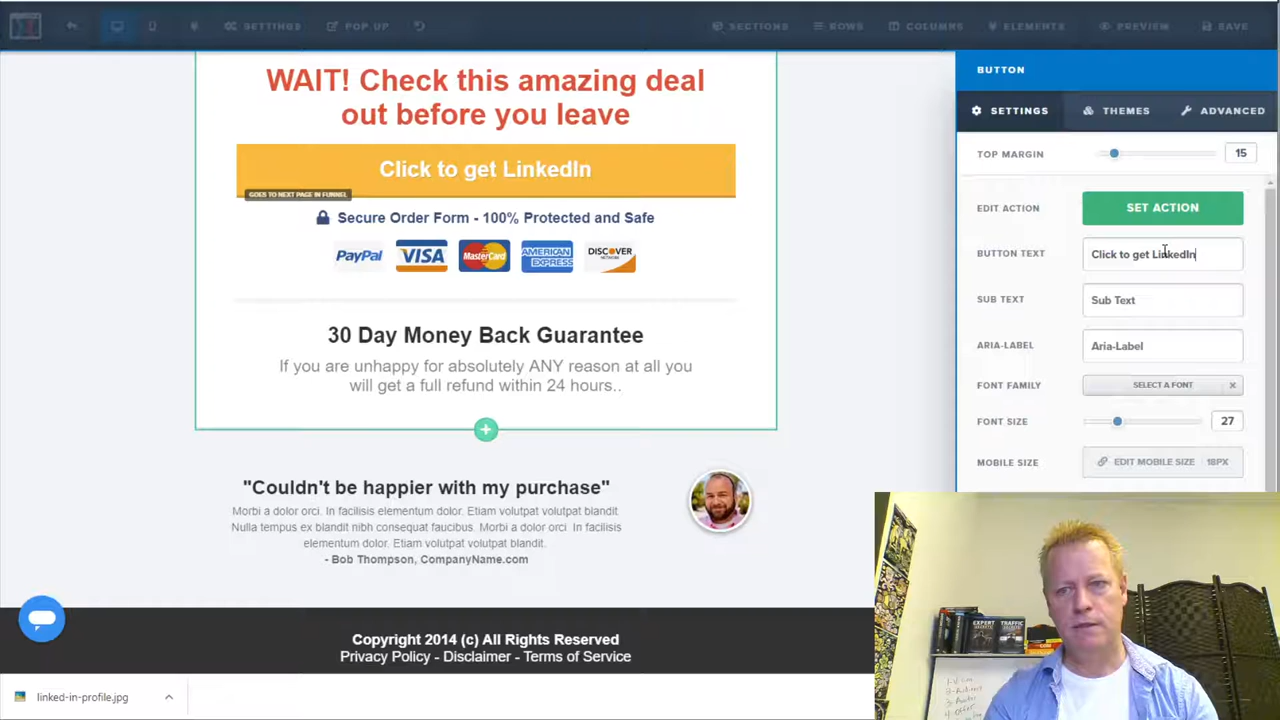 SETTINGS
POP UP
SECTIONS
ROWS
COLUMNS
ELEMENTS
PREVIEW
SAVE
WAIT! Check this amazing deal
out before you leave
Click to get LinkedIn
GOES TO NEXT PAGE IN FUNNEL
Secure Order Form - 100% Protected and Safe
PayPal
VISA
MasterCard
AMERICAN EXPRESS
DISCOVER
NETWORK
30 Day Money Back Guarantee
If you are unhappy for absolutely ANY reason at all you
will get a full refund within 24 hours..
"Couldn't be happier with my purchase"
Morbi a dolor orci. In facilisis elementum dolor. Etiam volutpat volutpat blandit.
Nulla tempus ex blandit nibh consequat faucibus. Morbi a dolor orci. In facilisis
elementum dolor. Etiam volutpat volutpat blandit.
- Bob Thompson, CompanyName.com
Copyright 2014 (c) All Rights Reserved
Privacy Policy - Disclaimer - Terms of Service
linked-in-profile.jpg
BUTTON
SETTINGS
THEMES
ADVANCED
TOP MARGIN
15
EDIT ACTION
SET ACTION
BUTTON TEXT
Click to get LinkedIn
SUB TEXT
Sub Text
ARIA-LABEL
Aria-Label
FONT FAMILY
SELECT A FONT
FONT SIZE
27
MOBILE SIZE
EDIT MOBILE SIZE
18PX
EXPERT
SECRETS
TRAFFIC
SECRETS